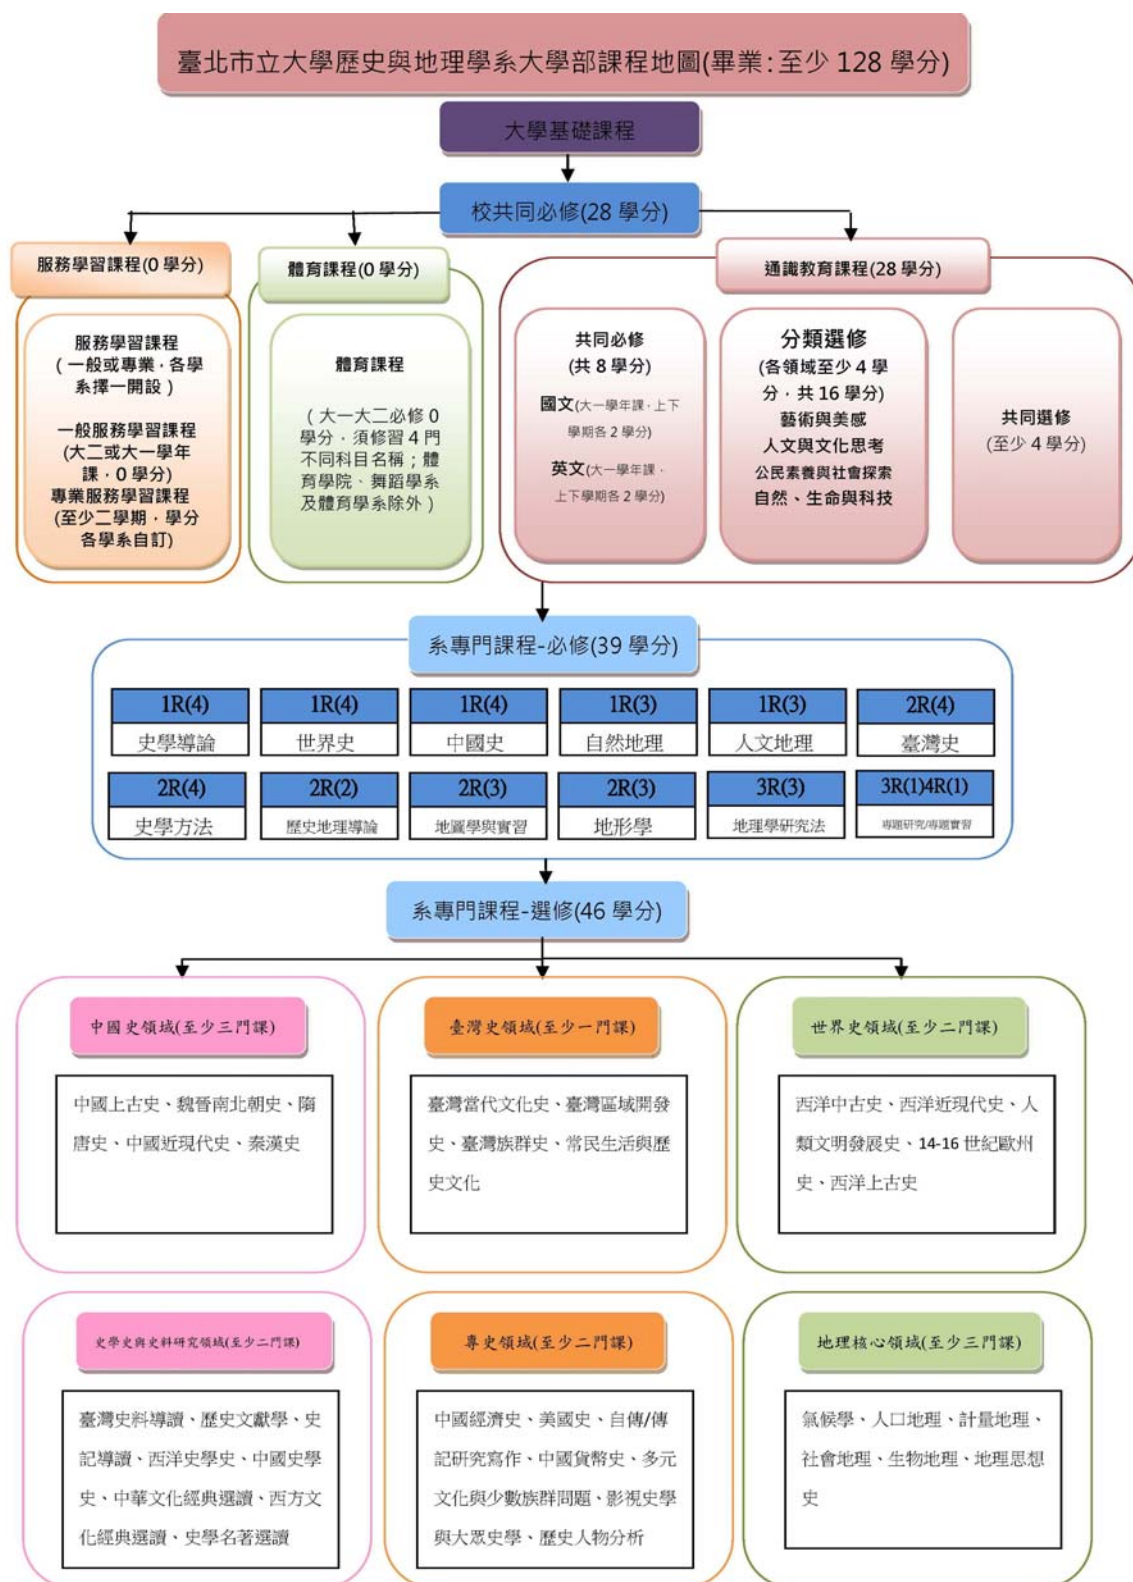 臺北市立大學歷史與地理學系大學部課程地圖(畢業:至少 128 學分)
大學基礎課程
校共同必修(28 學分)
服務學習課程(0 學分)
服務學習課程
(一般或專業，各學
系擇一開設)
一般服務學習課程
(大二或大一學年
課，0 學分)
專業服務學習課程
(至少二學期，學分
各學系自訂)
體育課程(0 學分)
體育課程
(大一大二必修 0
學分，須修習 4 門
不同科目名稱；體
育學院、舞蹈學系
及體育學系除外)
通識教育課程(28 學分)
共同必修
(共 8 學分)
國文(大一學年課，上下
學期各 2 學分)
英文(大一學年課，
上下學期各 2 學分)
分類選修
(各領域至少 4 學
分，共 16 學分)
藝術與美感
人文與文化思考
公民素養與社會探索
自然、生命與科技
共同選修
(至少 4 學分)
系專門課程-必修(39 學分)
1R(4)
史學導論
1R(4)
世界史
1R(4)
中國史
1R(3)
自然地理
1R(3)
人文地理
2R(4)
臺灣史
2R(4)
史學方法
2R(2)
歷史地理導論
2R(3)
地圖學與實習
2R(3)
地形學
3R(3)
地理學研究法
3R(1)4R(1)
專題研究/專題實習
系專門課程-選修(46 學分)
中國史領域(至少三門課)
中國上古史、魏晉南北朝史、隋
唐史、中國近現代史、秦漢史
臺灣史領域(至少一門課)
臺灣當代文化史、臺灣區域開發
史、臺灣族群史、常民生活與歷
史文化
世界史領域(至少二門課)
西洋中古史、西洋近現代史、人
類文明發展史、14-16 世紀歐州
史、西洋上古史
史學史與史料研究領域(至少二門課)
臺灣史料導讀、歷史文獻學、史
記導讀、西洋史學史、中國史學
史、中華文化經典選讀、西方文
化經典選讀、史學名著選讀
專史領域(至少二門課)
中國經濟史、美國史、自傳/傳
記研究寫作、中國貨幣史、多元
文化與少數族群問題、影視史學
與大眾史學、歷史人物分析
地理核心領域(至少三門課)
氣候學、人口地理、計量地理、
社會地理、生物地理、地理思想
史